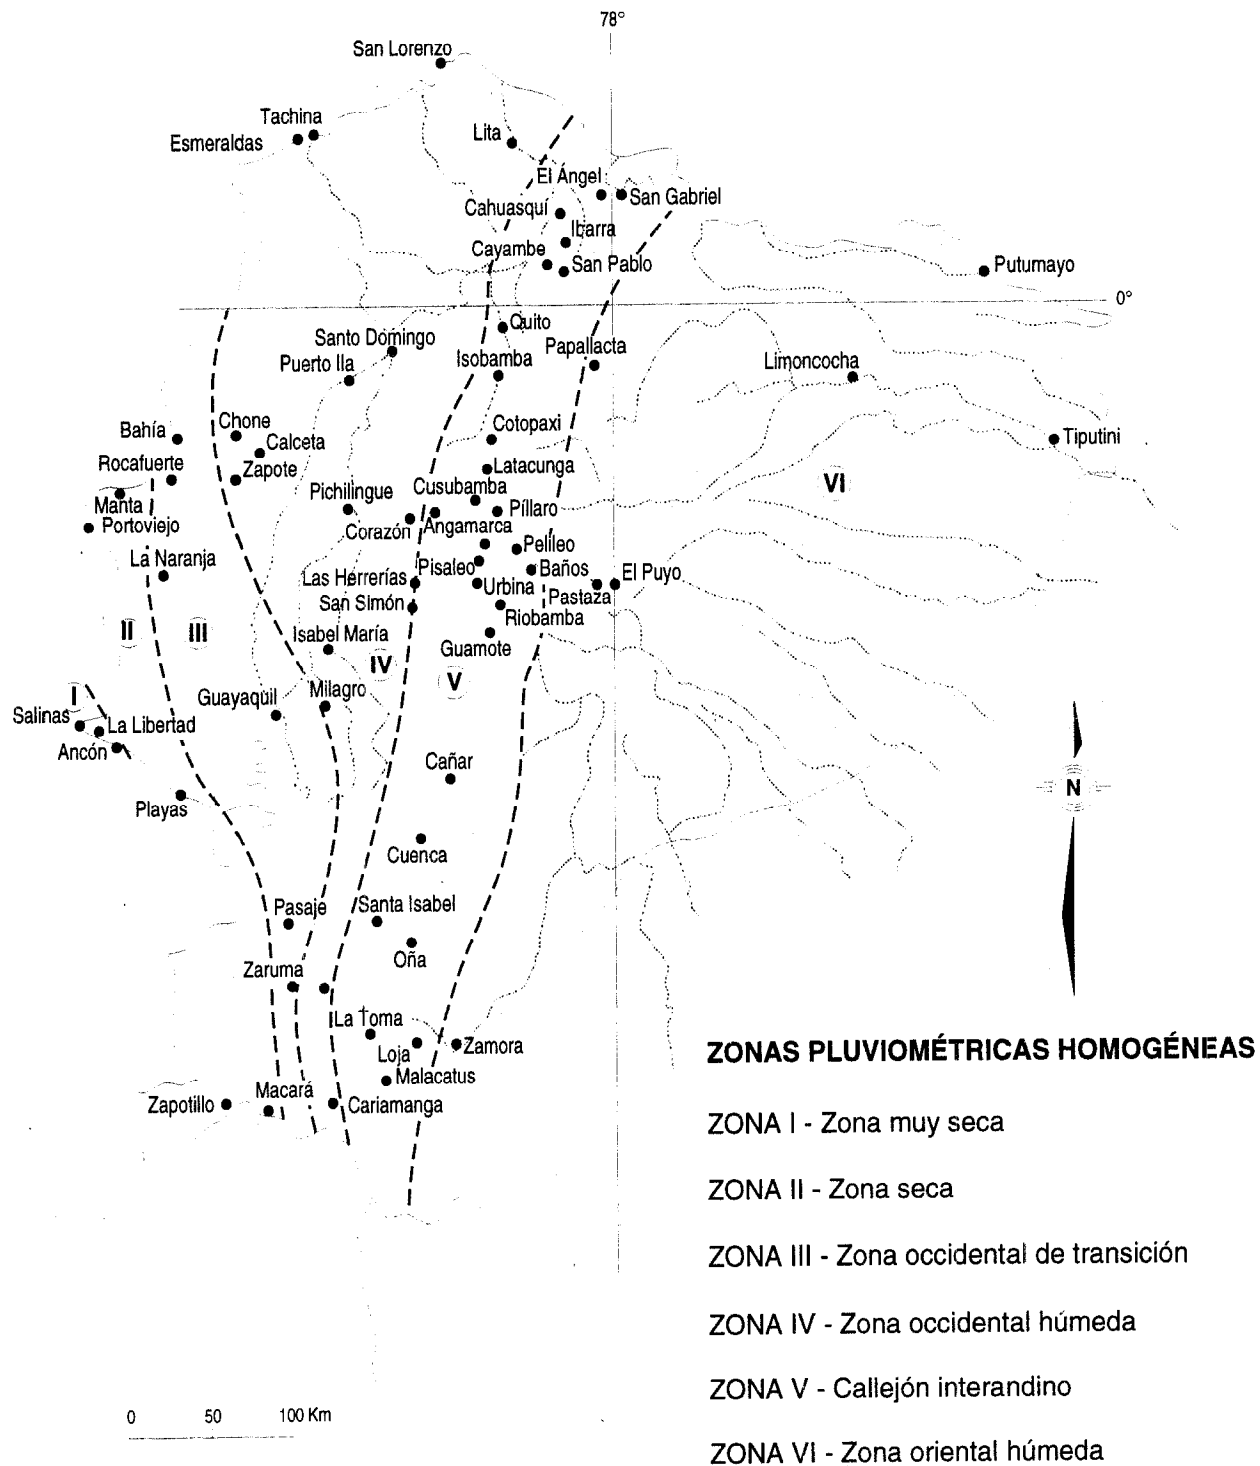 78°
San Lorenzo
Tachina
Esmeraldas
Lita
El Ángel
San Gabriel
Cahuasquí
Ibarra
Cayambe
San Pablo
Putumayo
0°
Quito
Santo Domingo
Papallacta
Isobamba
Puerto Ila
Limoncocha
Chone
Cotopaxi
Bahía
Calceta
Tiputini
Rocafuerte
Zapote
Latacunga
Cusubamba
VI
Pichilingue
Manta
Píllaro
Portoviejo
Corazón
Angamarca
Pelileo
La Naranja
Pisaleo
Baños
El Puyo
Las Herrerías
Urbina
Pastaza
San Simón
Riobamba
II
III
Isabel María
Guamote
IV
V
I
Guayaquil
Milagro
Salinas
La Libertad
Ancón
Cañar
N
Playas
Cuenca
Pasaje
Santa Isabel
Oña
Zaruma
La Toma
Loja
Zamora
Malacatus
Macará
Zapotillo
Cariamanga
ZONAS PLUVIOMÉTRICAS HOMOGÉNEAS
ZONA I - Zona muy seca
ZONA II - Zona seca
ZONA III - Zona occidental de transición
ZONA IV - Zona occidental húmeda
ZONA V - Callejón interandino
ZONA VI - Zona oriental húmeda
0 50 100 Km